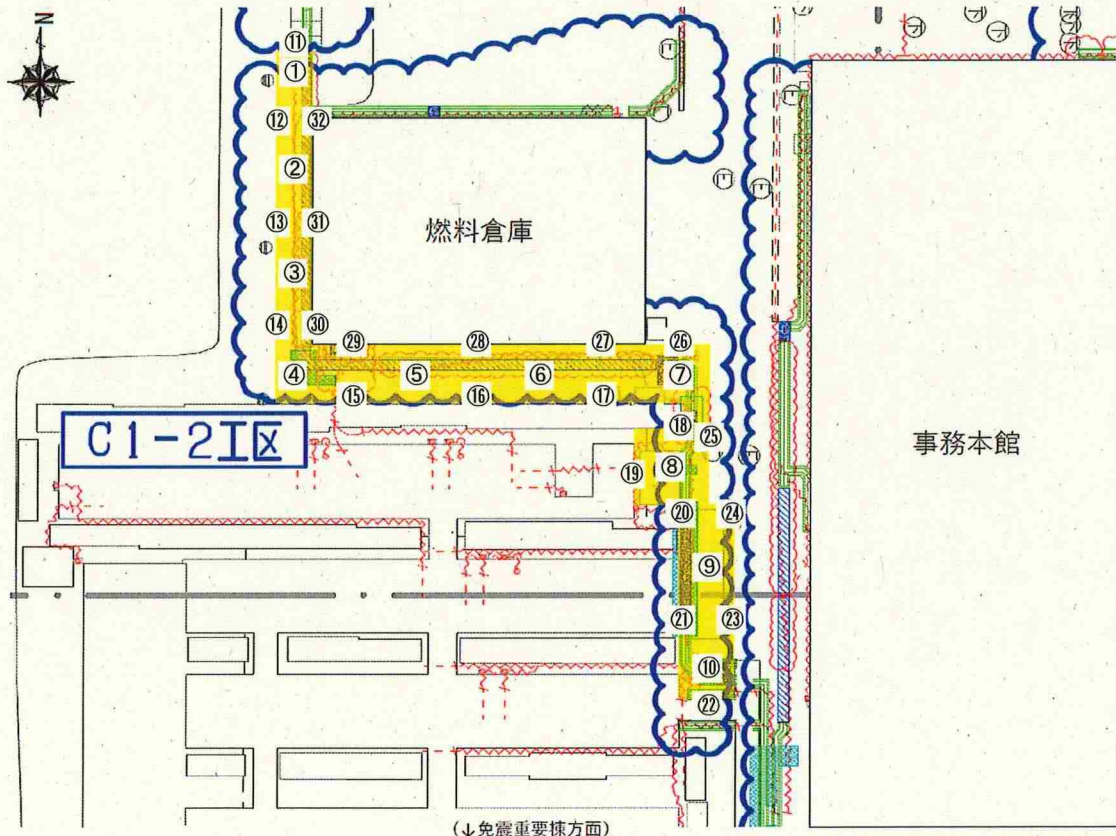 N
⑪
①
⑫ ㉜
②
⑬ ㉛
燃料倉庫
③
⑭ ㉚
㉙ ㉘ ㉗ ㉖
④ ⑤ ⑥ ⑦
⑮ ⑯ ⑰
⑱ ㉕
C1-2工区
事務本館
⑲ ⑧
⑳ ㉔
⑨
㉑ ㉓
⑩
㉒
(↓免震重要棟方面)